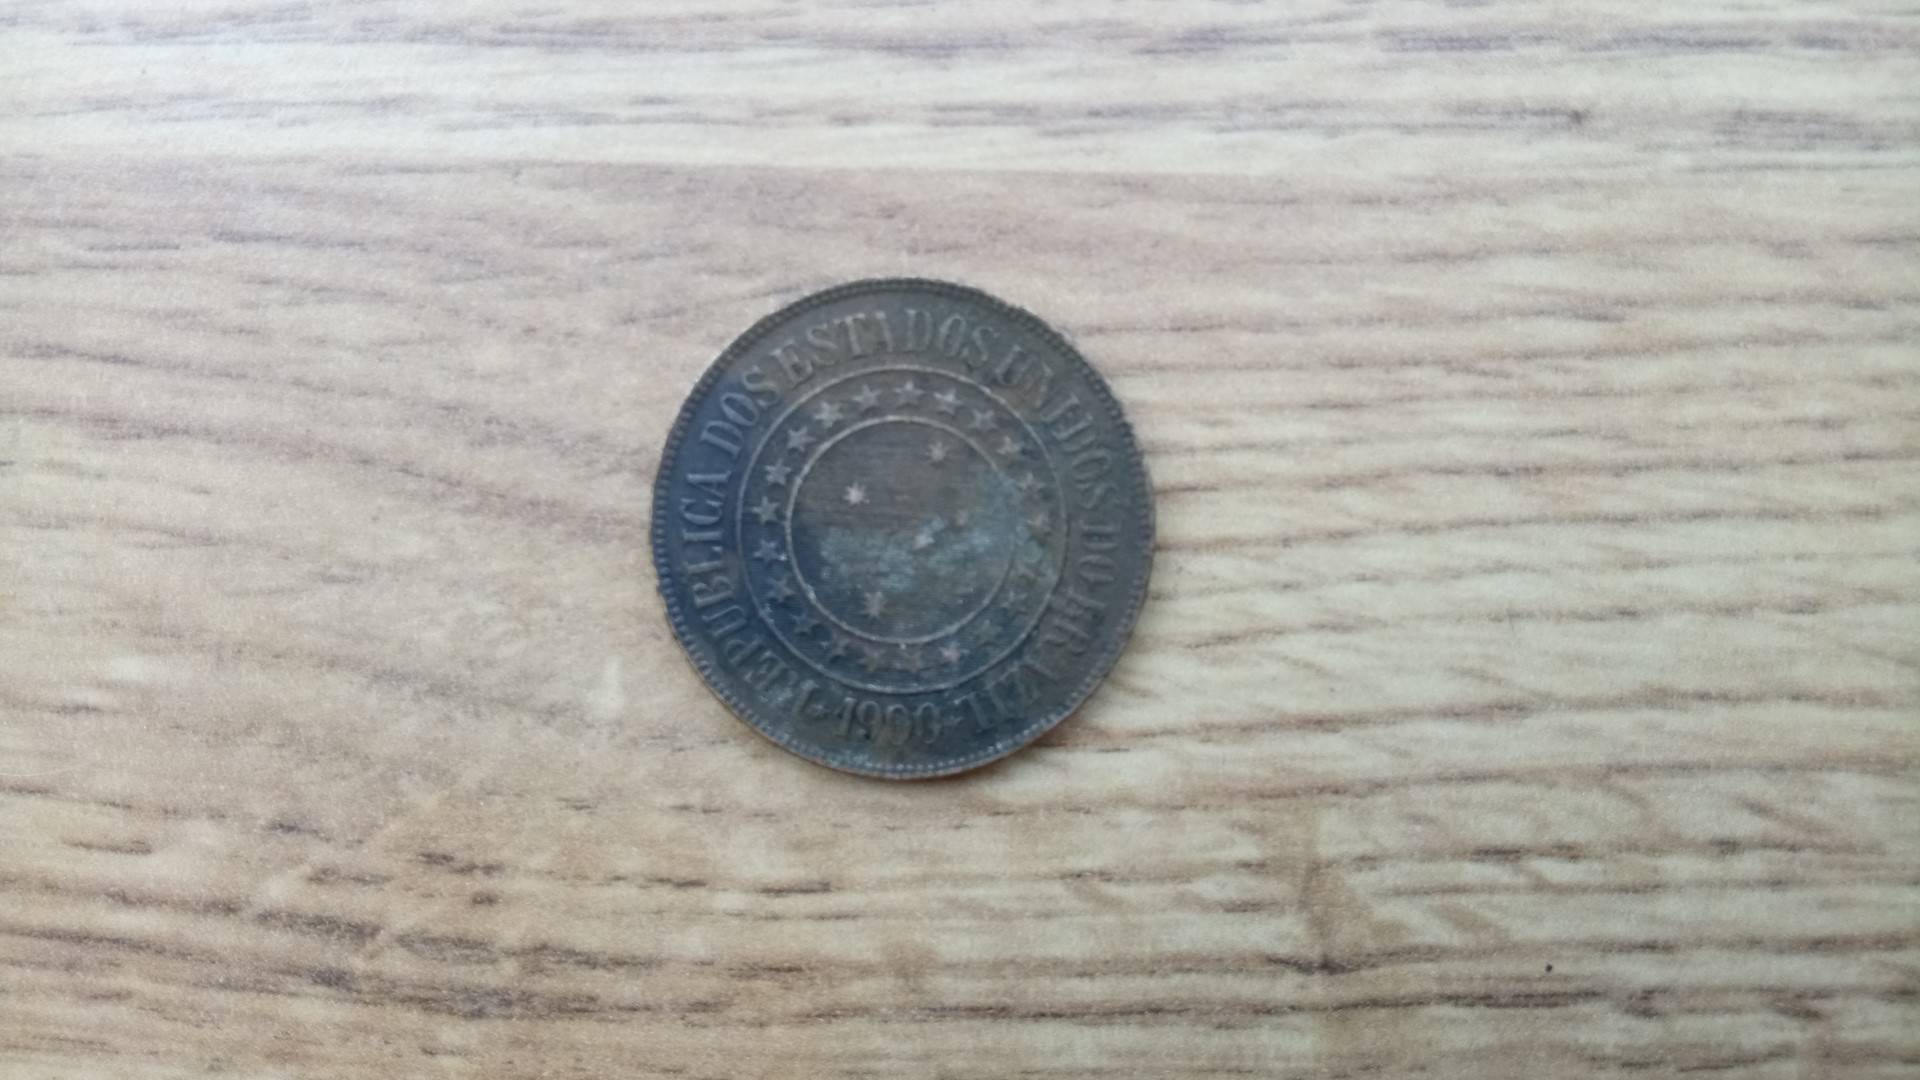 REPUBLICA DOS ESTADOS UNIDOS DO BRAZIL
1900